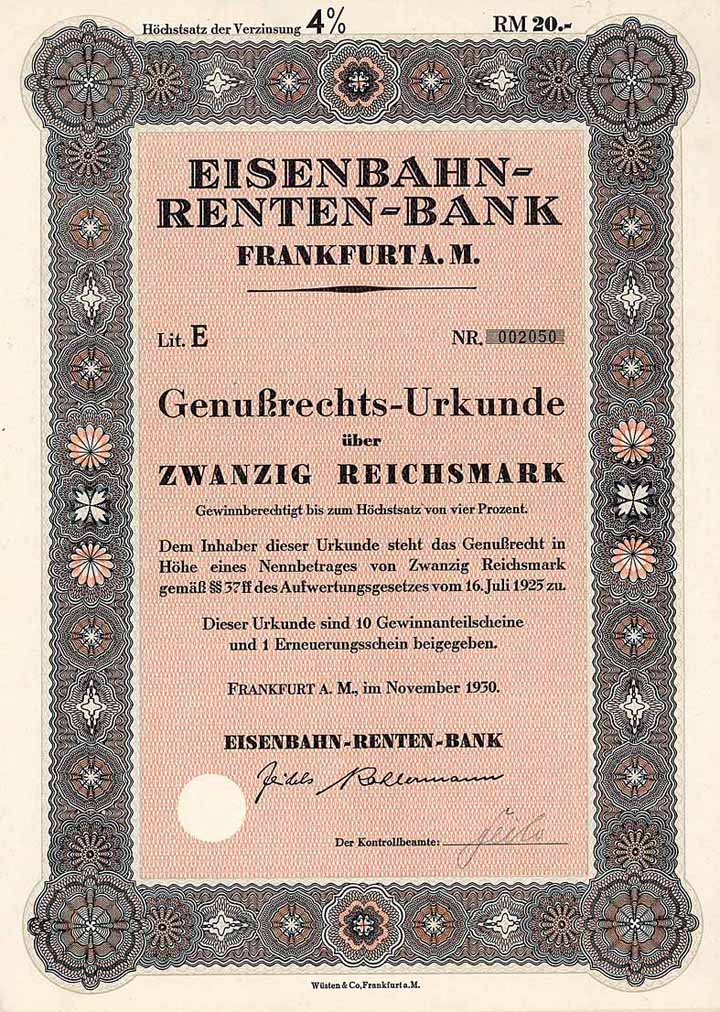 Höchstsatz der Verzinsung 4% RM 20.-
EISENBAHN-
RENTEN-BANK
FRANKFURT A. M.
Lit. E NR. 002050
Genußrechts-Urkunde
über
ZWANZIG REICHSMARK
Gewinnberechtigt bis zum Höchstsatz von vier Prozent.
Dem Inhaber dieser Urkunde steht das Genußrecht in
Höhe eines Nennbetrages von Zwanzig Reichsmark
gemäß §§ 37 ff des Aufwertungsgesetzes vom 16. Juli 1925 zu.
Dieser Urkunde sind 10 Gewinnanteilscheine
und 1 Erneuerungsschein beigegeben.
FRANKFURT A. M., im November 1930.
EISENBAHN-RENTEN-BANK
Der Kontrollbeamte:
Wüsten & Co, Frankfurt a. M.